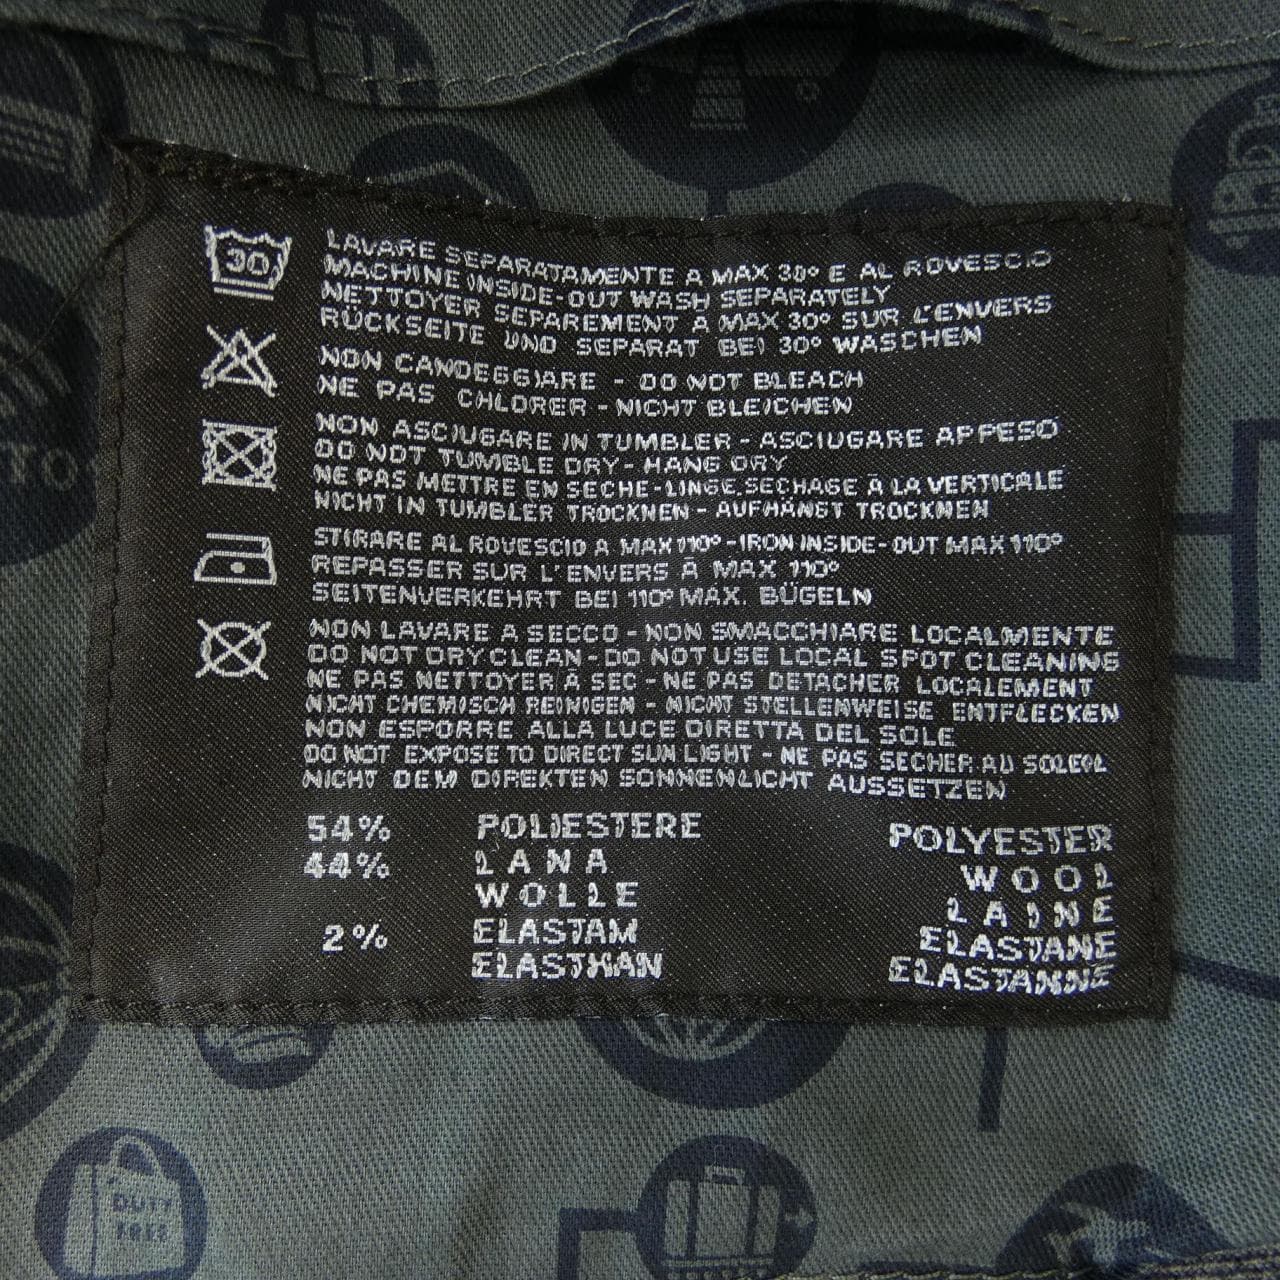 30
LAVARE SEPARATAMENTE A MAX 30° E AL ROVESCIO
MACHINE INSIDE-OUT WASH SEPARATELY
NETTOYER SEPAREMENT A MAX 30° SUR L'ENVERS
RÜCKSEITE UND SEPARAT BEI 30° WASCHEN
NON CANDEGGIARE - DO NOT BLEACH
NE PAS CHLORER - NICHT BLEICHEN
NON ASCIUGARE IN TUMBLER - ASCIUGARE APPESO
DO NOT TUMBLE DRY - HANG DRY
NE PAS METTRE EN SECHE-LINGE. SECHAGE À LA VERTICALE
NICHT IN TUMBLER TROCKNEN - AUFHÄNGT TROCKNEN
STIRARE AL ROVESCIO A MAX 110° - IRON INSIDE-OUT MAX 110°
REPASSER SUR L'ENVERS À MAX 110°
SEITENVERKEHRT BEI 110° MAX. BÜGELN
NON LAVARE A SECCO - NON SMACCHIARE LOCALMENTE
DO NOT DRY CLEAN - DO NOT USE LOCAL SPOT CLEANING
NE PAS NETTOYER A SEC - NE PAS DETACHER LOCALEMENT
NICHT CHEMISCH REINIGEN - NICHT STELLENWEISE ENTFLECKEN
NON ESPORRE ALLA LUCE DIRETTA DEL SOLE
DO NOT EXPOSE TO DIRECT SUN LIGHT - NE PAS SECHER AU SOLEIL
NICHT DEM DIREKTEN SONNENLICHT AUSSETZEN
54% POLIESTERE POLYESTER
44% LANA WOOL
WOLLE LAINE
2% ELASTAM ELASTANE
ELASTHAN ELASTANNE
DUTY
FREE